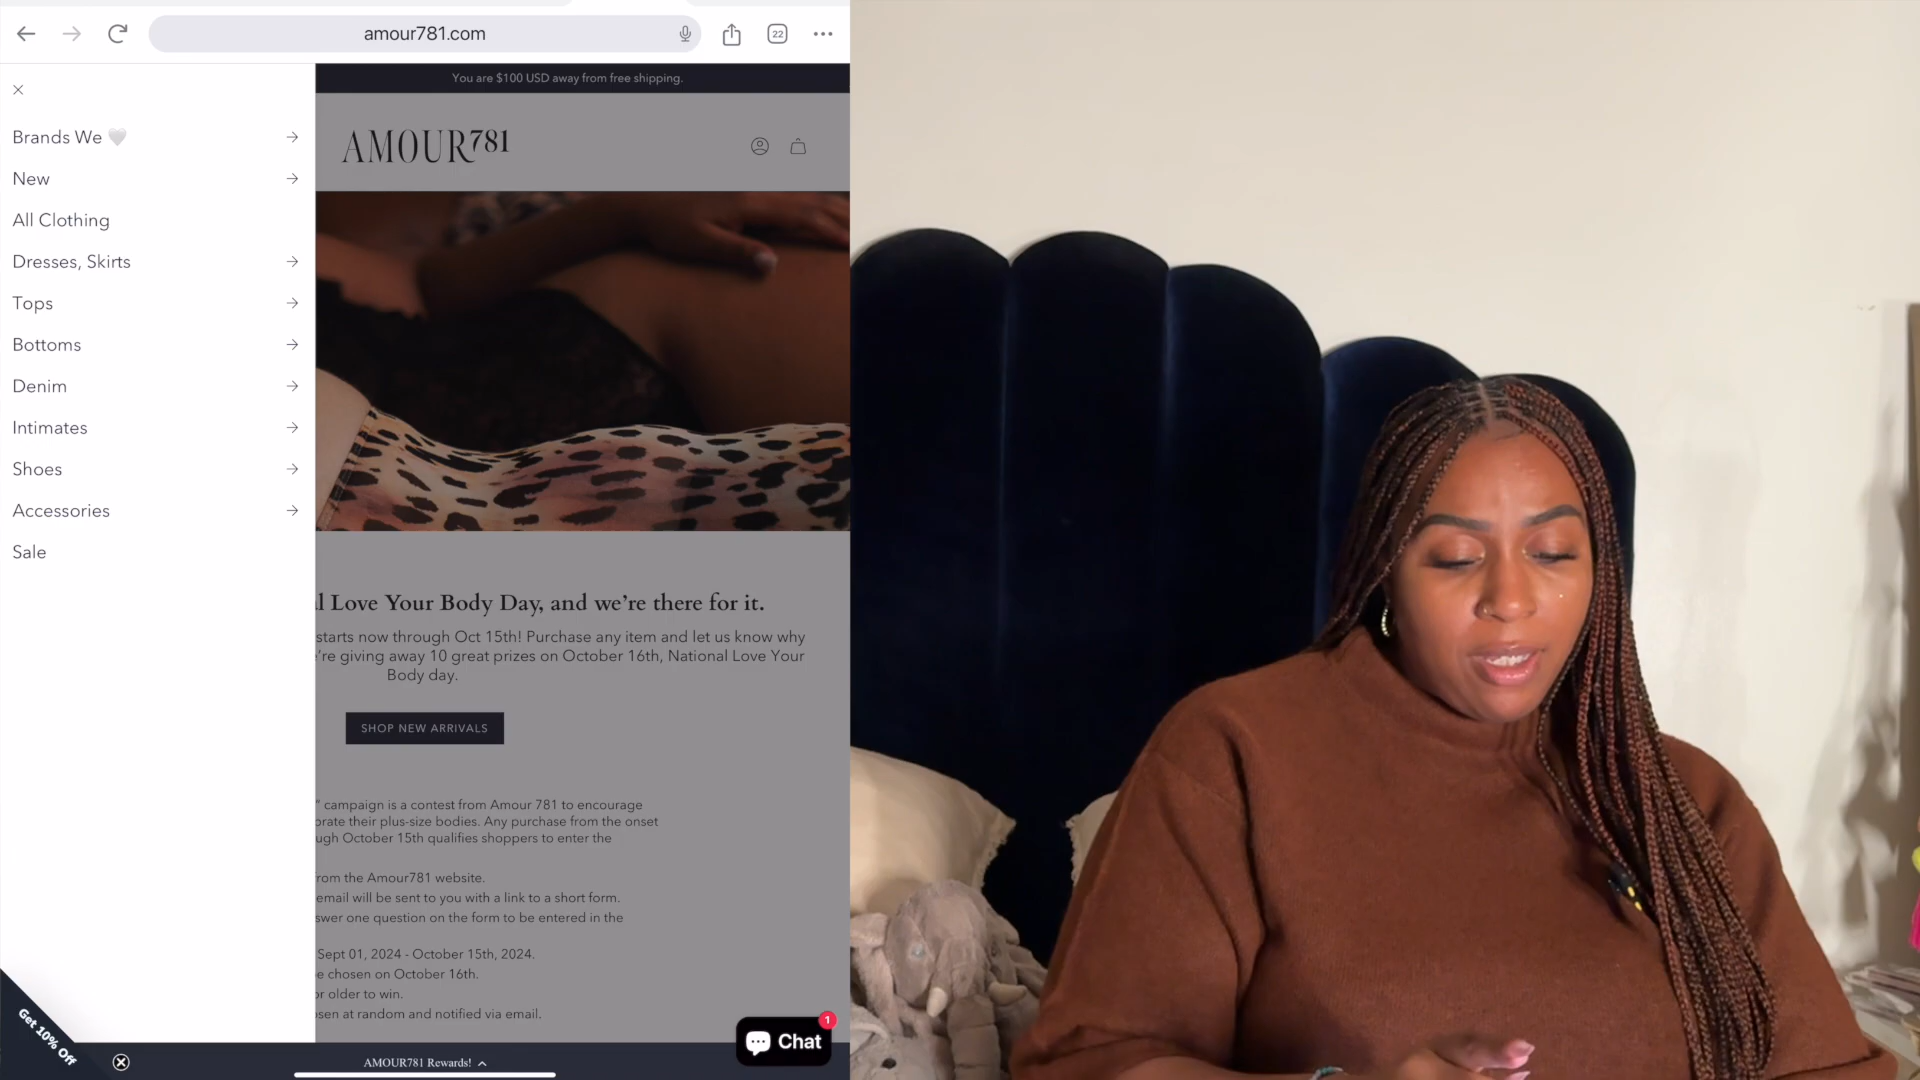 amour781.com
22
You are $100 USD away from free shipping.
AMOUR781
Brands We 🤍
New
All Clothing
Dresses, Skirts
Tops
Bottoms
Denim
Intimates
Shoes
Accessories
Sale
Love Your Body Day, and we're there for it.
starts now through Oct 15th! Purchase any item and let us know why
giving away 10 great prizes on October 16th, National Love Your
Body day.
SHOP NEW ARRIVALS
campaign is a contest from Amour 781 to encourage
their plus-size bodies. Any purchase from the onset
October 15th qualifies shoppers to enter the
from the Amour781 website.
email will be sent to you with a link to a short form.
one question on the form to be entered in the
Sept 01, 2024 - October 15th, 2024.
chosen on October 16th.
or older to win.
at random and notified via email.
Get 10% Off
AMOUR781 Rewards!
Chat
1